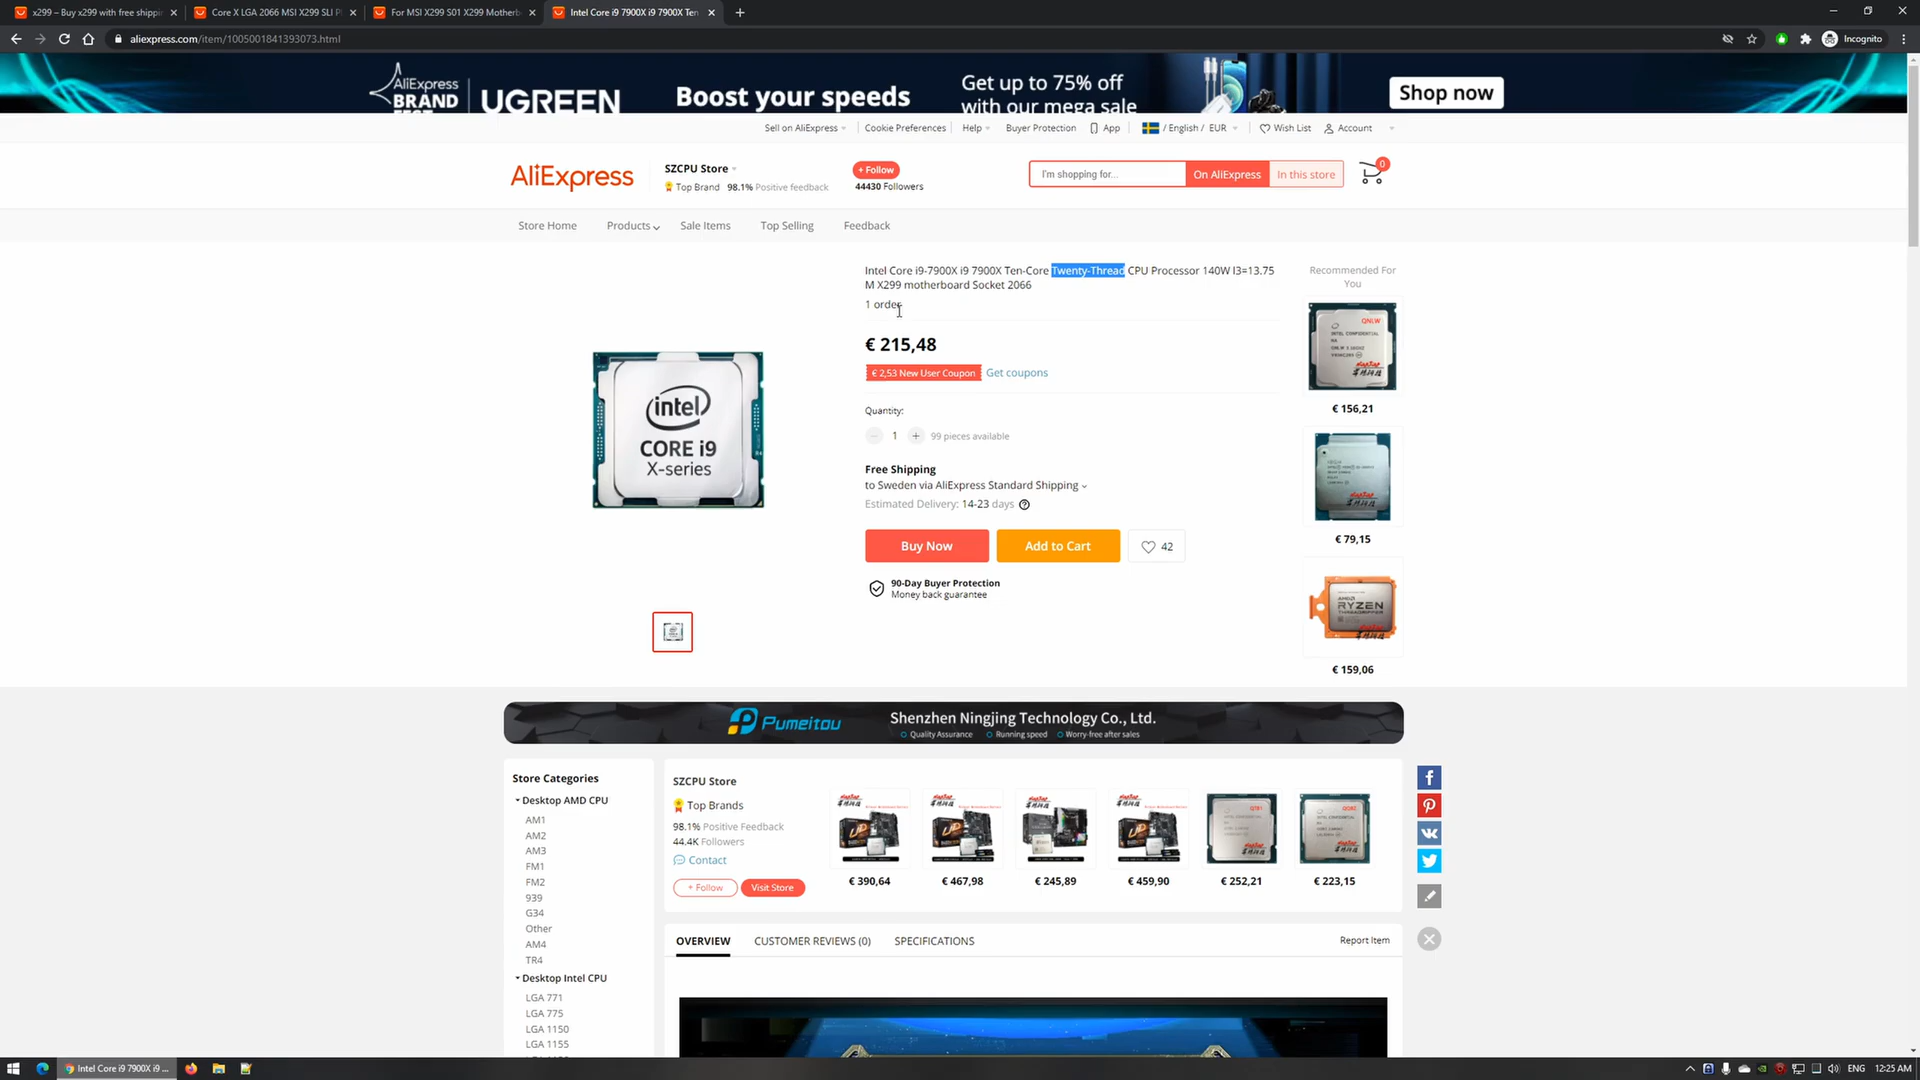 x299 – Buy x299 with free shippin
Core X LGA 2066 MSI X299 SLI P
For MSI X299 S01 X299 Motherb
Intel Core i9 7900X i9 7900X Ten
aliexpress.com/item/1005001841393073.html
Incognito
AliExpress
BRAND
UGREEN
Boost your speeds
Get up to 75% off
with our mega sale
Shop now
Sell on AliExpress
Cookie Preferences
Help
Buyer Protection
App
/ English / EUR
Wish List
Account
AliExpress
SZCPU Store
Top Brand 98.1% Positive feedback
+ Follow
44430 Followers
I'm shopping for...
On AliExpress
In this store
0
Store Home
Products
Sale Items
Top Selling
Feedback
Intel Core i9-7900X i9 7900X Ten-Core Twenty-Thread CPU Processor 140W l3=13.75
M X299 motherboard Socket 2066
1 order
€ 215,48
€ 2,53 New User Coupon
Get coupons
Quantity:
1
99 pieces available
Free Shipping
to Sweden via AliExpress Standard Shipping
Estimated Delivery: 14-23 days
Buy Now
Add to Cart
42
90-Day Buyer Protection
Money back guarantee
intel
CORE i9
X-series
Recommended For
You
€ 156,21
€ 79,15
RYZEN
€ 159,06
Pumeitou
Shenzhen Ningjing Technology Co., Ltd.
Quality Assurance
Running speed
Worry-free after sales
Store Categories
Desktop AMD CPU
AM1
AM2
AM3
FM1
FM2
939
G34
Other
AM4
TR4
Desktop Intel CPU
LGA 771
LGA 775
LGA 1150
LGA 1155
SZCPU Store
Top Brands
98.1% Positive Feedback
44.4K Followers
Contact
+ Follow
Visit Store
€ 390,64
€ 467,98
€ 245,89
€ 459,90
€ 252,21
€ 223,15
OVERVIEW
CUSTOMER REVIEWS (0)
SPECIFICATIONS
Report Item
Intel Core i9 7900X i9 ...
ENG
12:25 AM